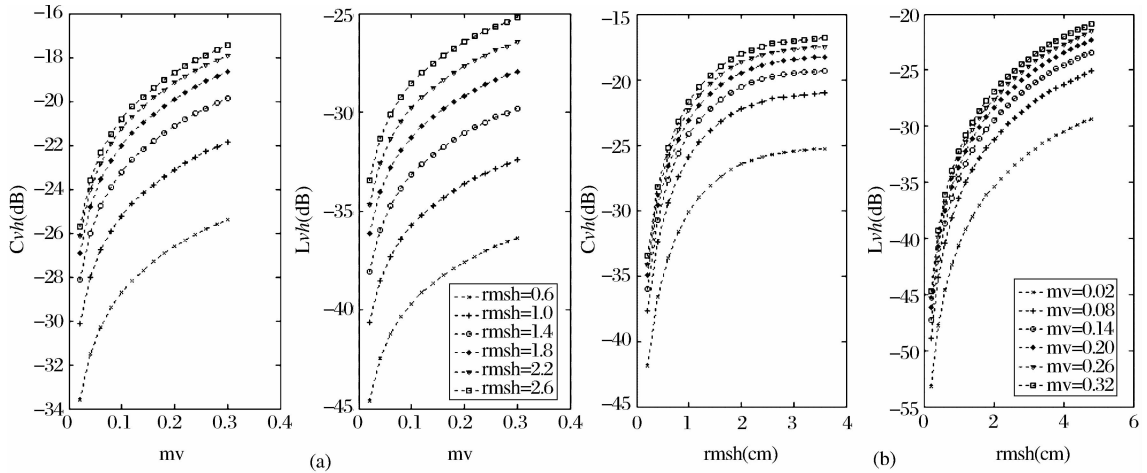 Cvh(dB)
−16
−18
−20
−22
−24
−26
−28
−30
−32
−34
0
0.1
0.2
0.3
0.4
mv
Lvh(dB)
−25
−30
−35
−40
−45
0
0.1
0.2
0.3
0.4
mv
rmsh=0.6
rmsh=1.0
rmsh=1.4
rmsh=1.8
rmsh=2.2
rmsh=2.6
(a)
Cvh(dB)
−10
−15
−20
−25
−30
−35
−40
−45
0
1
2
3
4
rmsh(cm)
Lvh(dB)
−20
−25
−30
−35
−40
−45
−50
−55
0
2
4
6
rmsh(cm)
mv=0.02
mv=0.08
mv=0.14
mv=0.20
mv=0.26
mv=0.32
(b)